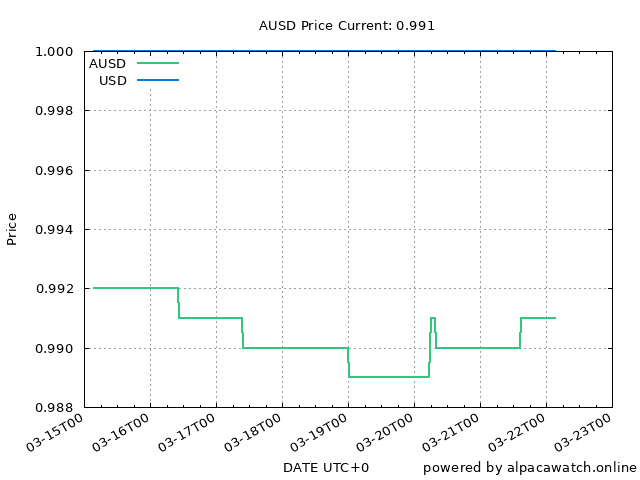 AUSD Price Current: 0.991
1.000
AUSD
USD
0.998
0.996
0.994
Price
0.992
0.990
0.988
03-15T00
03-16T00
03-17T00
03-18T00
03-19T00
03-20T00
03-21T00
03-22T00
03-23T00
DATE UTC+0
powered by alpacawatch.online